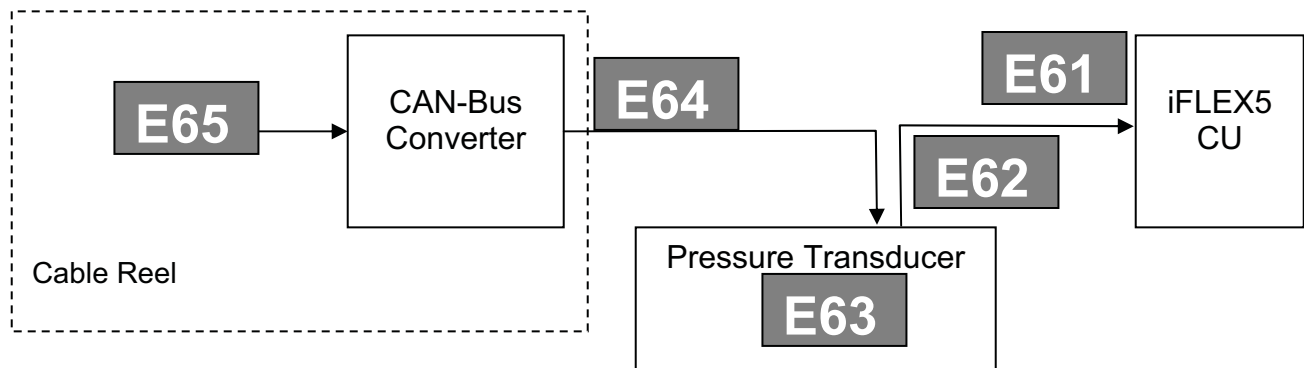 E65
CAN-Bus
Converter
E64
E61
iFLEX5
CU
E62
Cable Reel
Pressure Transducer
E63